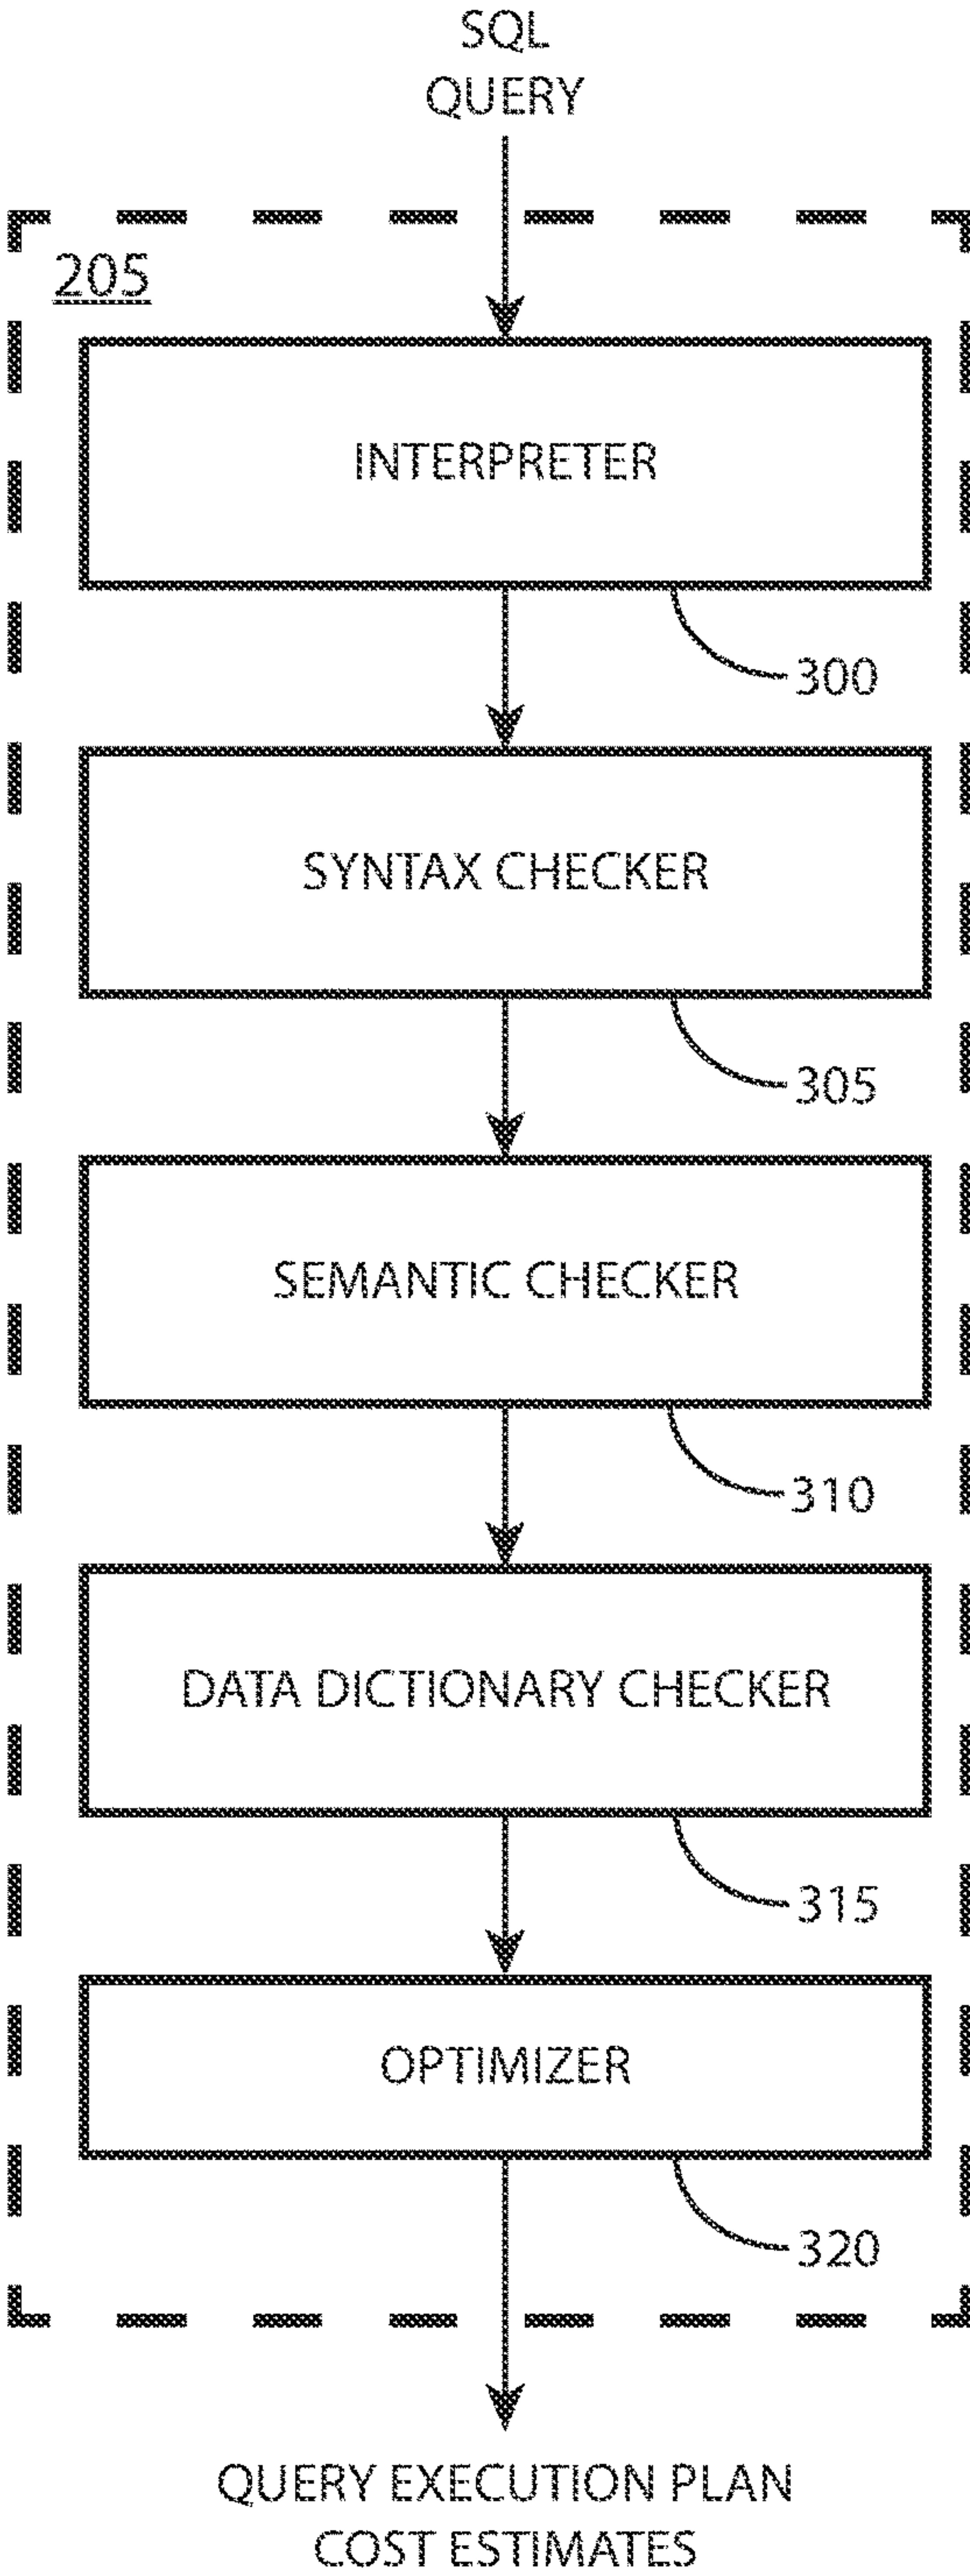 SQL
QUERY
205
INTERPRETER
300
SYNTAX CHECKER
305
SEMANTIC CHECKER
310
DATA DICTIONARY CHECKER
315
OPTIMIZER
320
QUERY EXECUTION PLAN
COST ESTIMATES